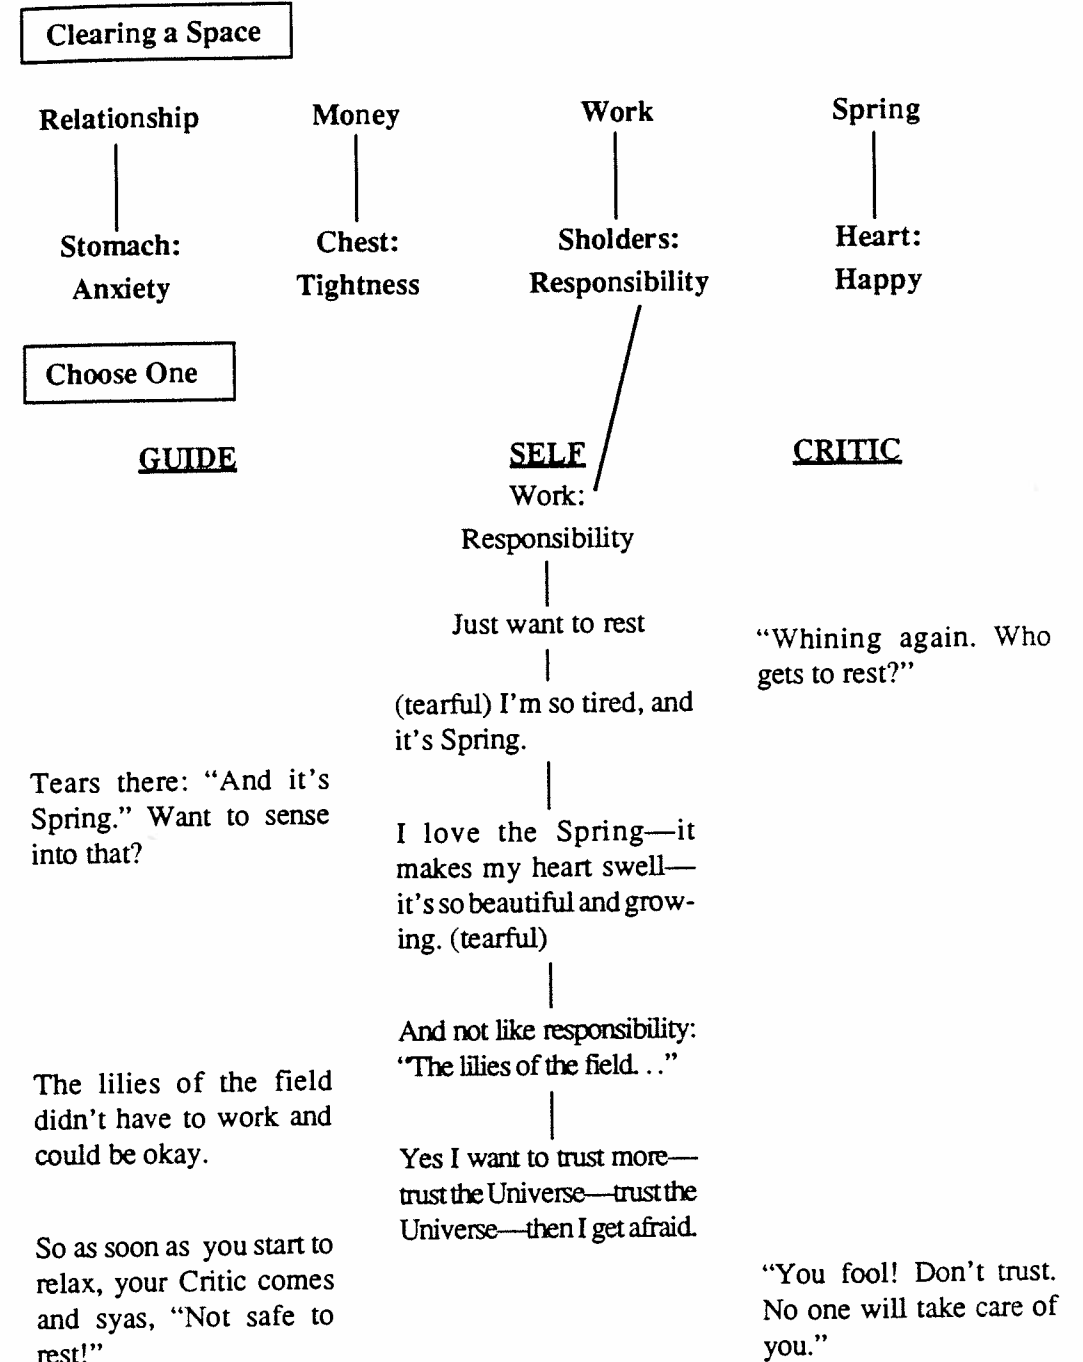 Clearing a Space
Relationship Money Work Spring
Stomach: Chest: Sholders: Heart:
Anxiety Tightness Responsibility Happy
Choose One
GUIDE SELF CRITIC
Work:
Responsibility
Just want to rest
"Whining again. Who
gets to rest?"
(tearful) I'm so tired, and
it's Spring.
Tears there: "And it's
Spring." Want to sense
into that?
I love the Spring—it
makes my heart swell—
it's so beautiful and grow-
ing. (tearful)
And not like responsibility:
"The lilies of the field. . ."
The lilies of the field
didn't have to work and
could be okay.
Yes I want to trust more—
trust the Universe—trust the
Universe—then I get afraid.
So as soon as you start to
relax, your Critic comes
and syas, "Not safe to
rest!"
"You fool! Don't trust.
No one will take care of
you."